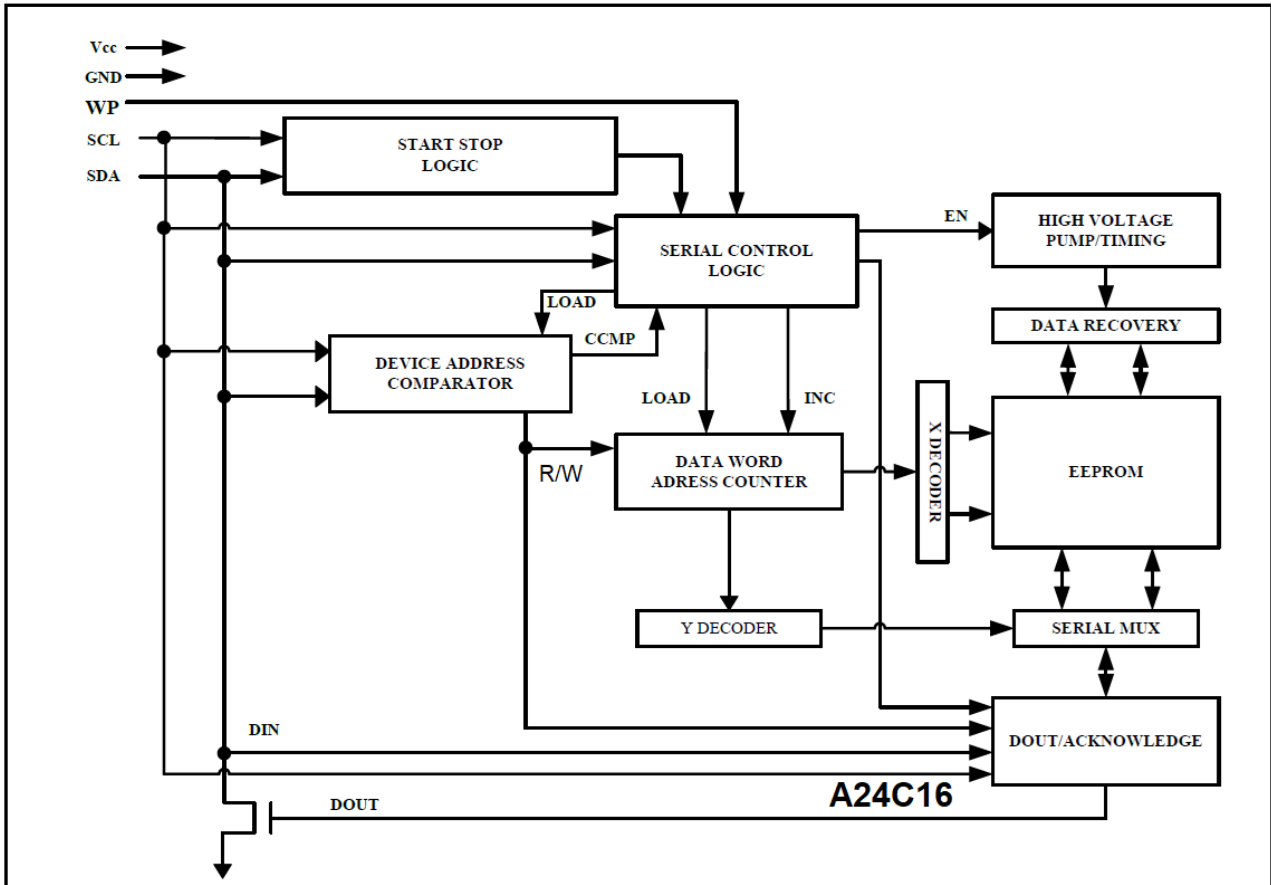 Vcc
GND
WP
SCL
SDA
START STOP
LOGIC
EN
HIGH VOLTAGE
PUMP/TIMING
SERIAL CONTROL
LOGIC
LOAD
CCMP
DATA RECOVERY
DEVICE ADDRESS
COMPARATOR
LOAD
INC
X DECODER
R/W
DATA WORD
ADRESS COUNTER
EEPROM
Y DECODER
SERIAL MUX
DIN
DOUT/ACKNOWLEDGE
A24C16
DOUT